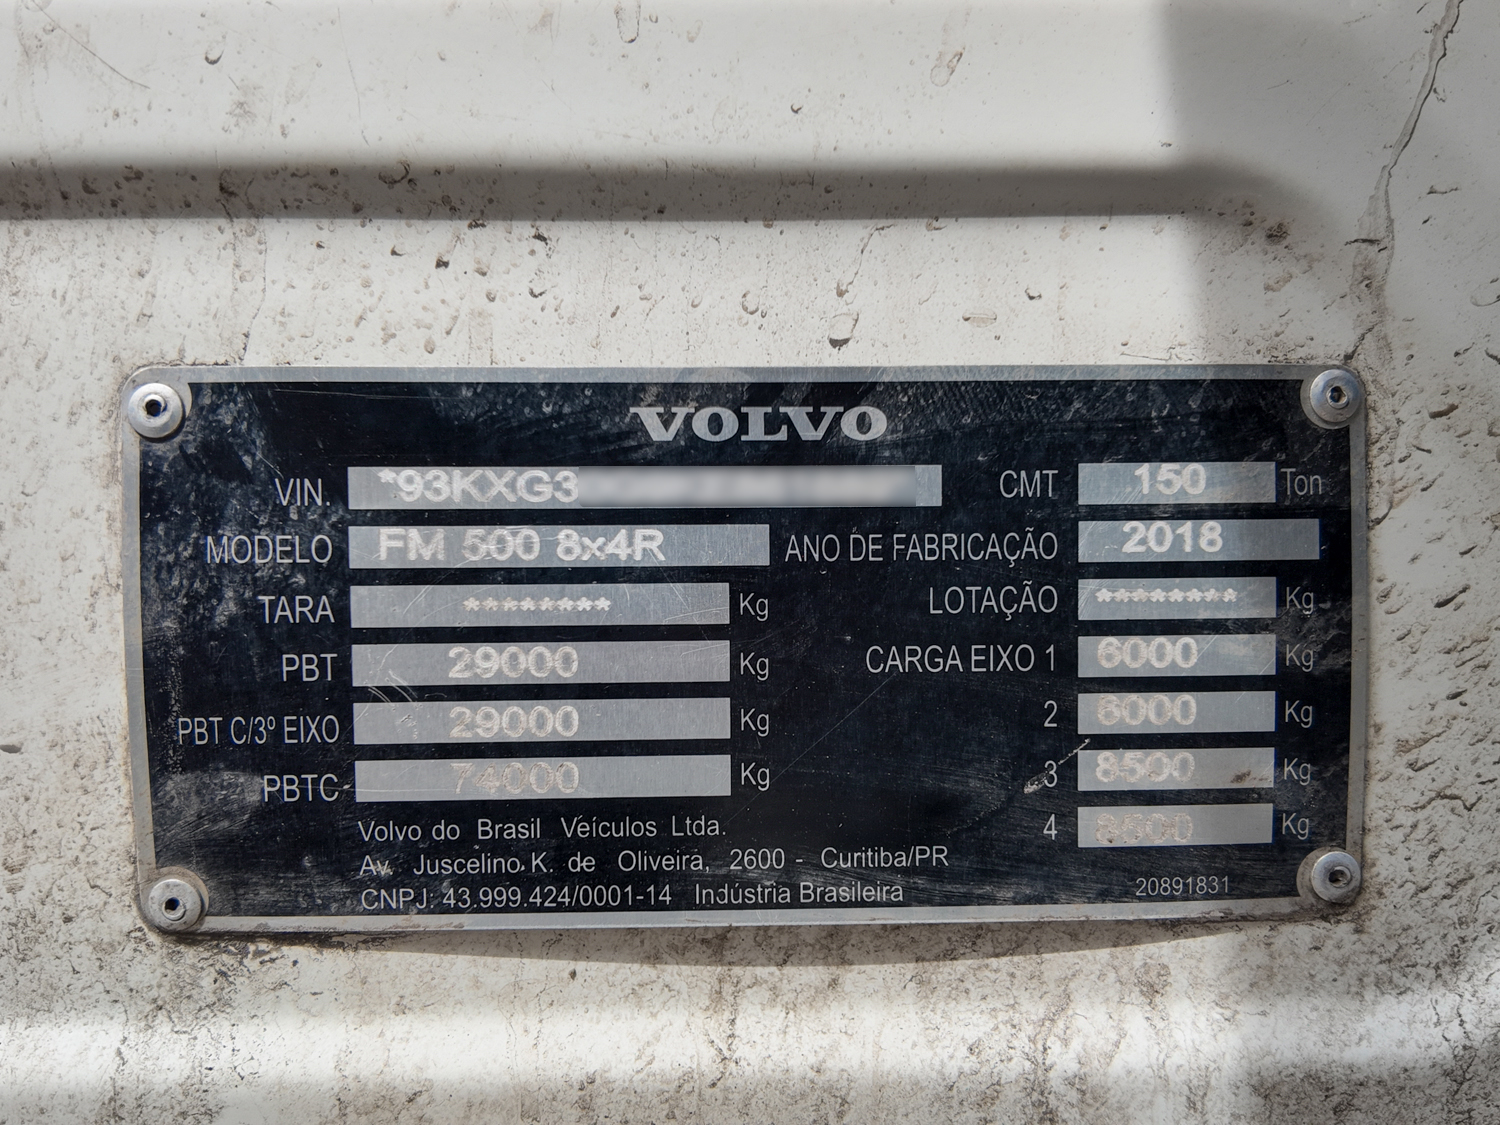 VOLVO
VIN. *93KXG3 CMT 150 Ton
MODELO FM 500 8x4R ANO DE FABRICAÇÃO 2018
TARA ******** Kg LOTAÇÃO ******** Kg
PBT 29000 Kg CARGA EIXO 1 6000 Kg
PBT C/3º EIXO 29000 Kg 2 6000 Kg
PBTC 74000 Kg 3 8500 Kg
4 8500 Kg
Volvo do Brasil Veículos Ltda.
Av. Juscelino K. de Oliveira, 2600 - Curitiba/PR
CNPJ: 43.999.424/0001-14 Indústria Brasileira
20891831